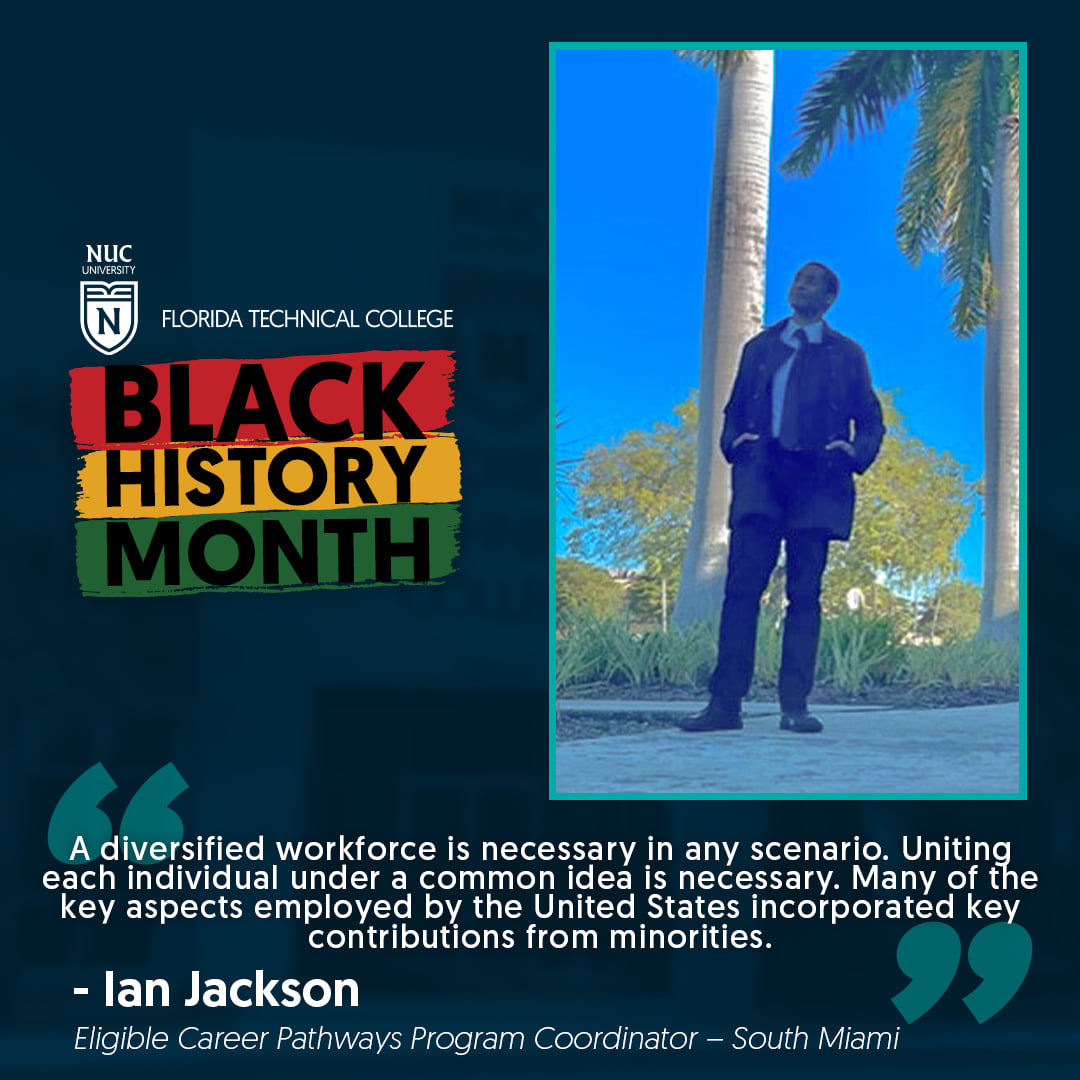 NUC
UNIVERSITY
N
FLORIDA TECHNICAL COLLEGE
BLACK
HISTORY
MONTH
“
A diversified workforce is necessary in any scenario. Uniting
each individual under a common idea is necessary. Many of the
key aspects employed by the United States incorporated key
contributions from minorities.
”
- Ian Jackson
Eligible Career Pathways Program Coordinator – South Miami